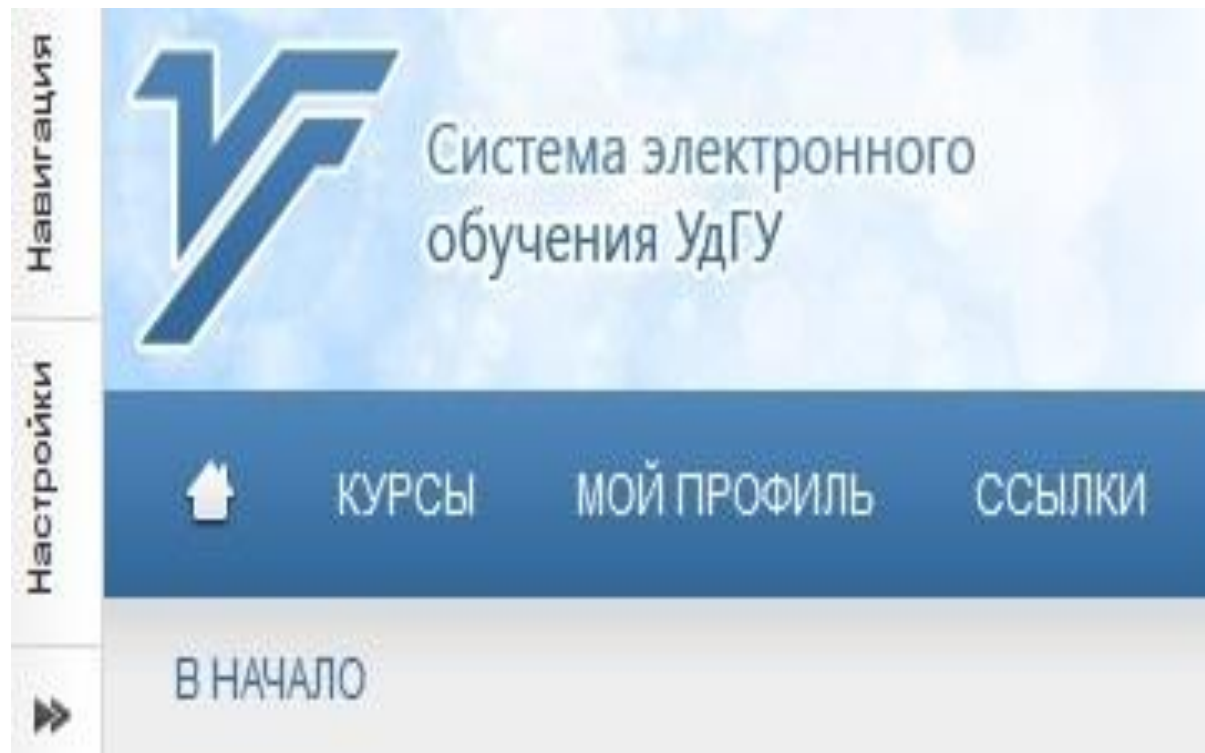 Навигация
Настройки
Система электронного
обучения УдГУ
КУРСЫ МОЙ ПРОФИЛЬ ССЫЛКИ
В НАЧАЛО